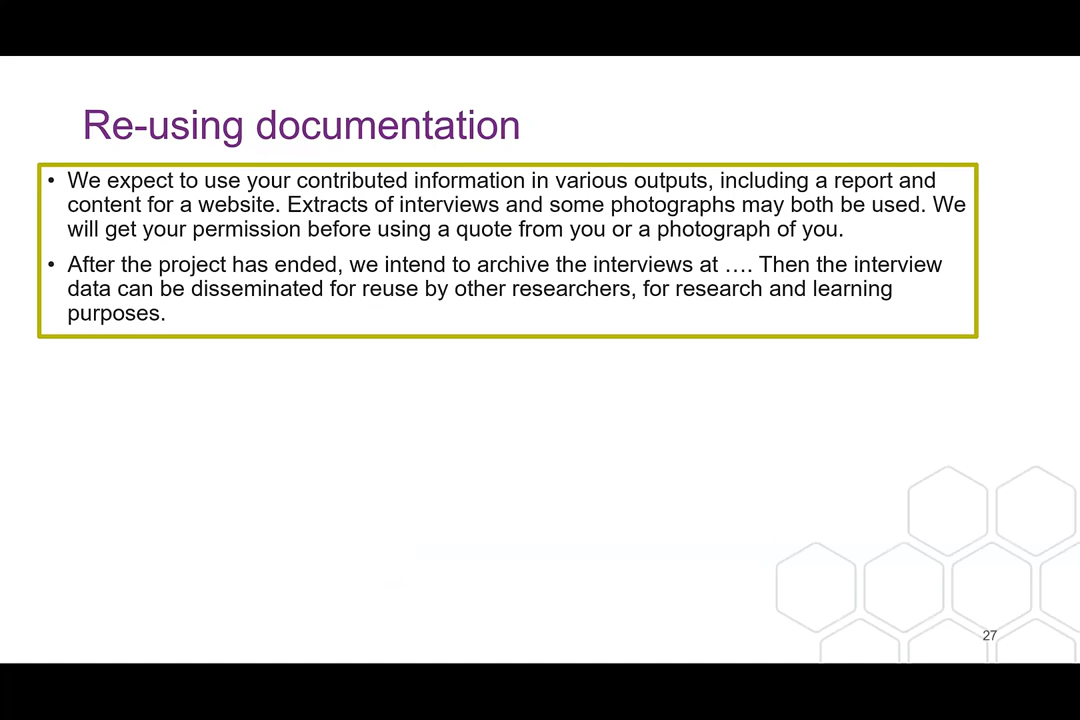 Re-using documentation
• We expect to use your contributed information in various outputs, including a report and
content for a website. Extracts of interviews and some photographs may both be used. We
will get your permission before using a quote from you or a photograph of you.
• After the project has ended, we intend to archive the interviews at …. Then the interview
data can be disseminated for reuse by other researchers, for research and learning
purposes.
27